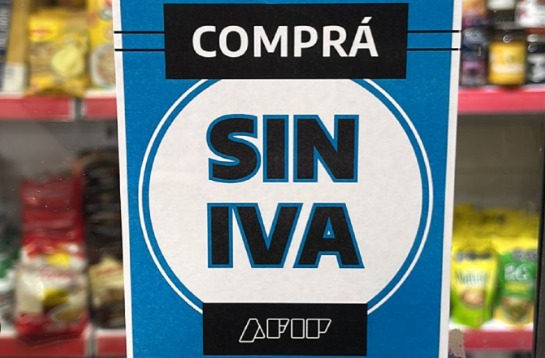 COMPRÁ
SIN
IVA
AFIP